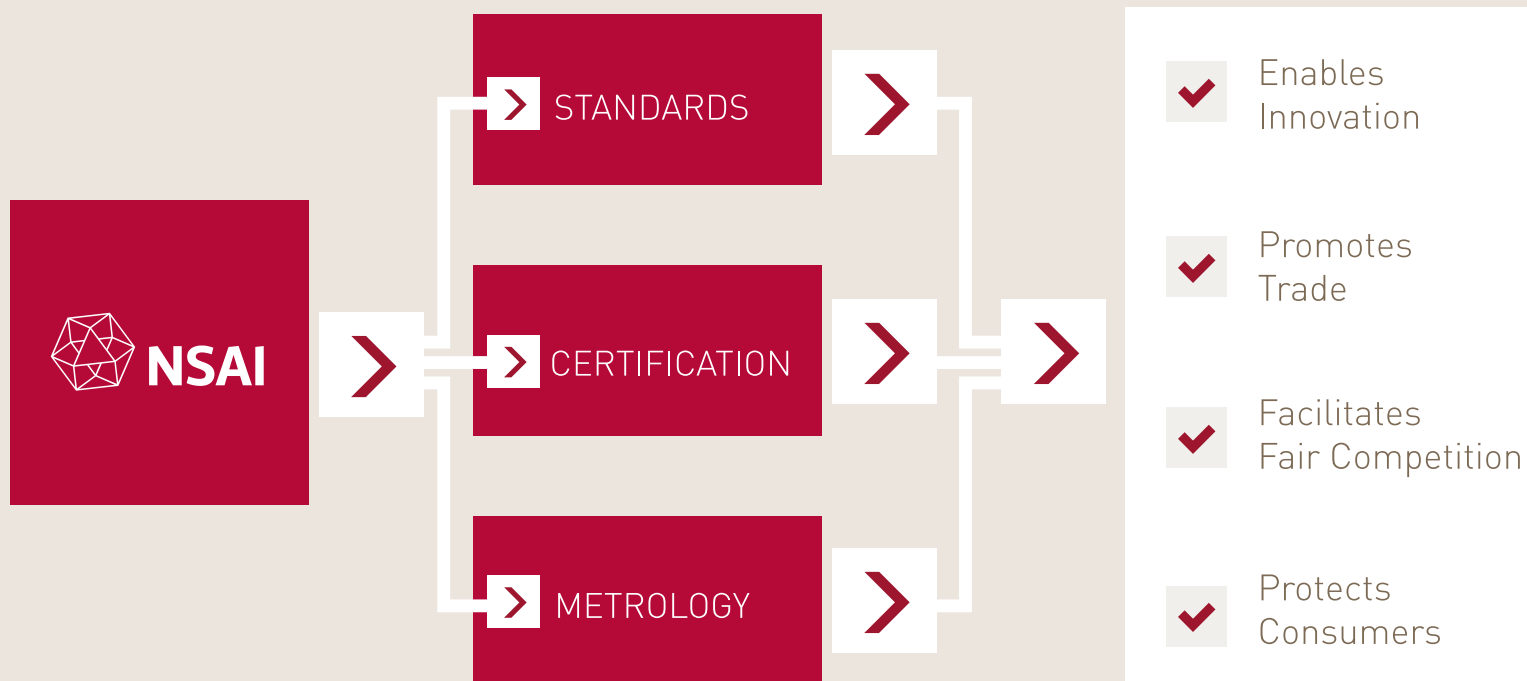 NSAI
STANDARDS
CERTIFICATION
METROLOGY
Enables
Innovation
Promotes
Trade
Facilitates
Fair Competition
Protects
Consumers